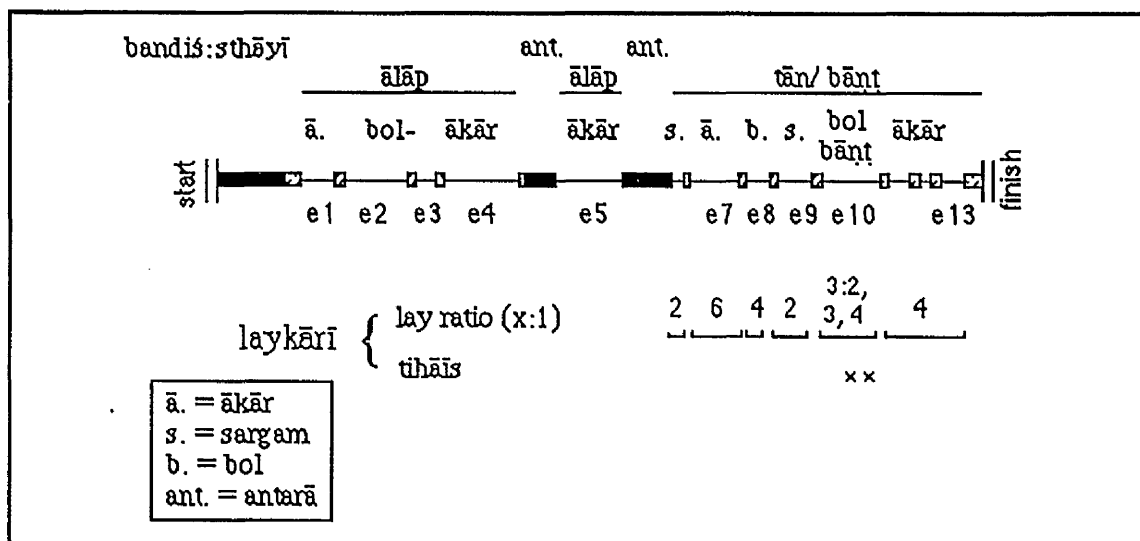 bandiś:sthāyī ant. ant.
ālāp ālāp tān/ bāṇṭ
ā. bol- ākār ākār s. ā. b. s. bol bāṇṭ ākār
start finish
e1 e2 e3 e4 e5 e7 e8 e9 e10 e13
laykārī { lay ratio (x:1) 2 6 4 2 3:2, 3, 4 4
tihāīs × ×
ā. = ākār
s. = sargam
b. = bol
ant. = antarā